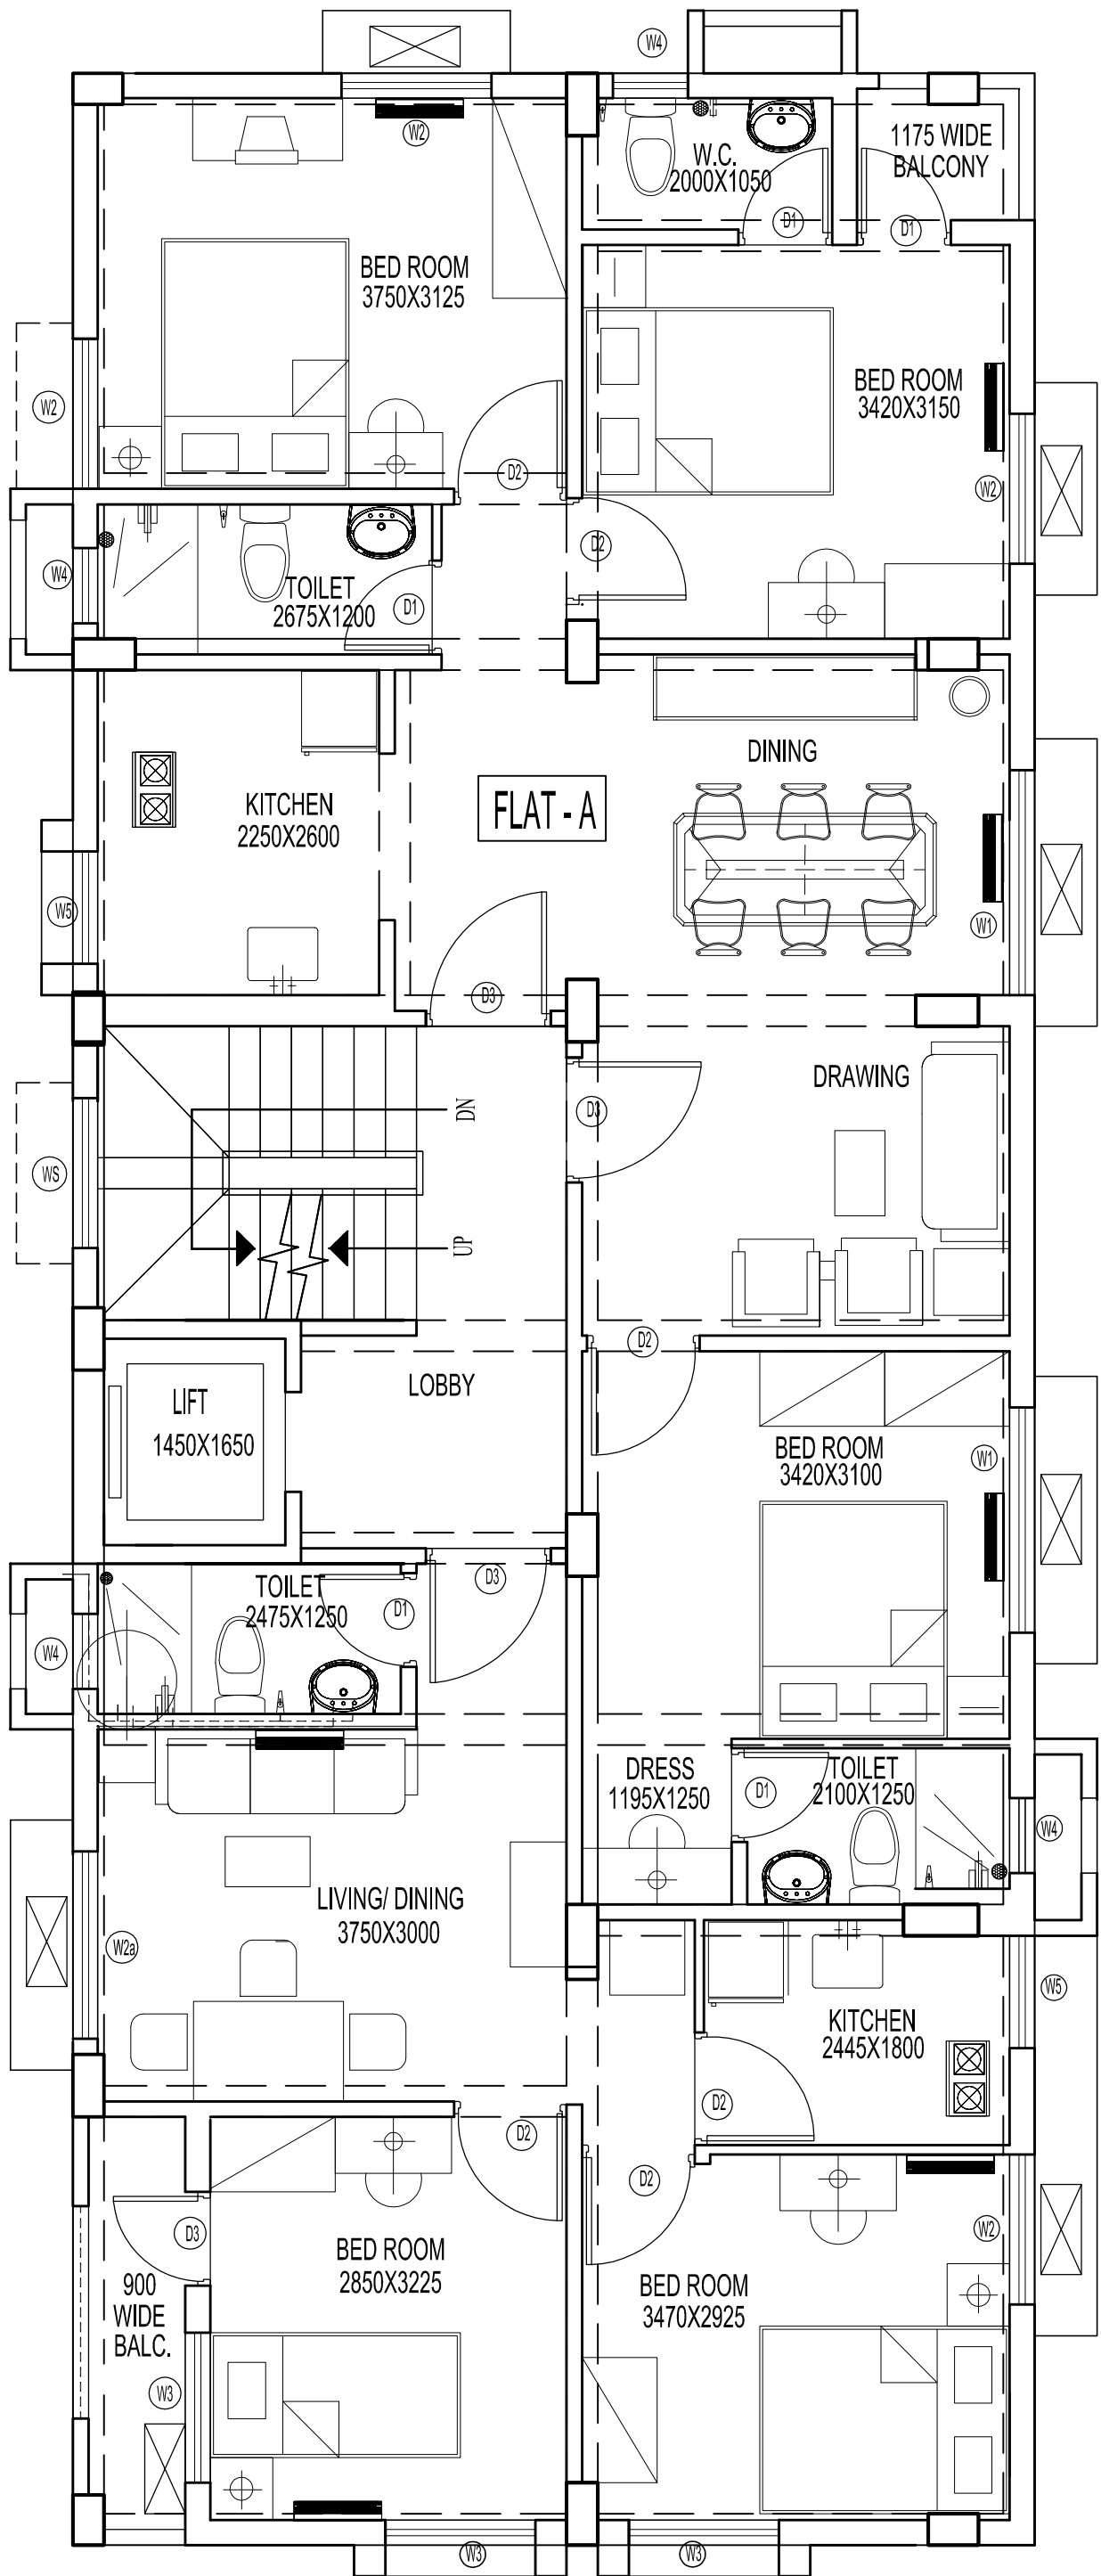 W4
W2
W.C.
2000X1050
1175 WIDE
BALCONY
D1
D1
BED ROOM
3750X3125
BED ROOM
3420X3150
W2
D2
W2
D2
W4
TOILET
2675X1200
D1
DINING
KITCHEN
2250X2600
FLAT - A
W5
W1
D3
DRAWING
DN
D3
WS
UP
D2
LOBBY
LIFT
1450X1650
BED ROOM
3420X3100
W1
D3
TOILET
2475X1250
D1
W4
DRESS
1195X1250
D1
TOILET
2100X1250
W4
LIVING/ DINING
3750X3000
W2a
W5
KITCHEN
2445X1800
D2
D2
D2
D3
W2
BED ROOM
2850X3225
900
WIDE
BALC.
BED ROOM
3470X2925
W3
W3
W3